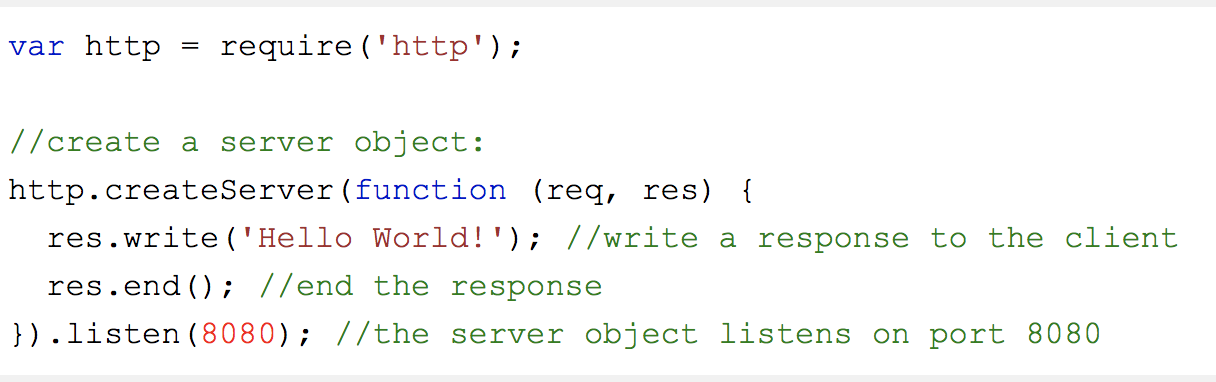 var http = require('http');
//create a server object:
http.createServer(function (req, res) {
  res.write('Hello World!'); //write a response to the client
  res.end(); //end the response
}).listen(8080); //the server object listens on port 8080